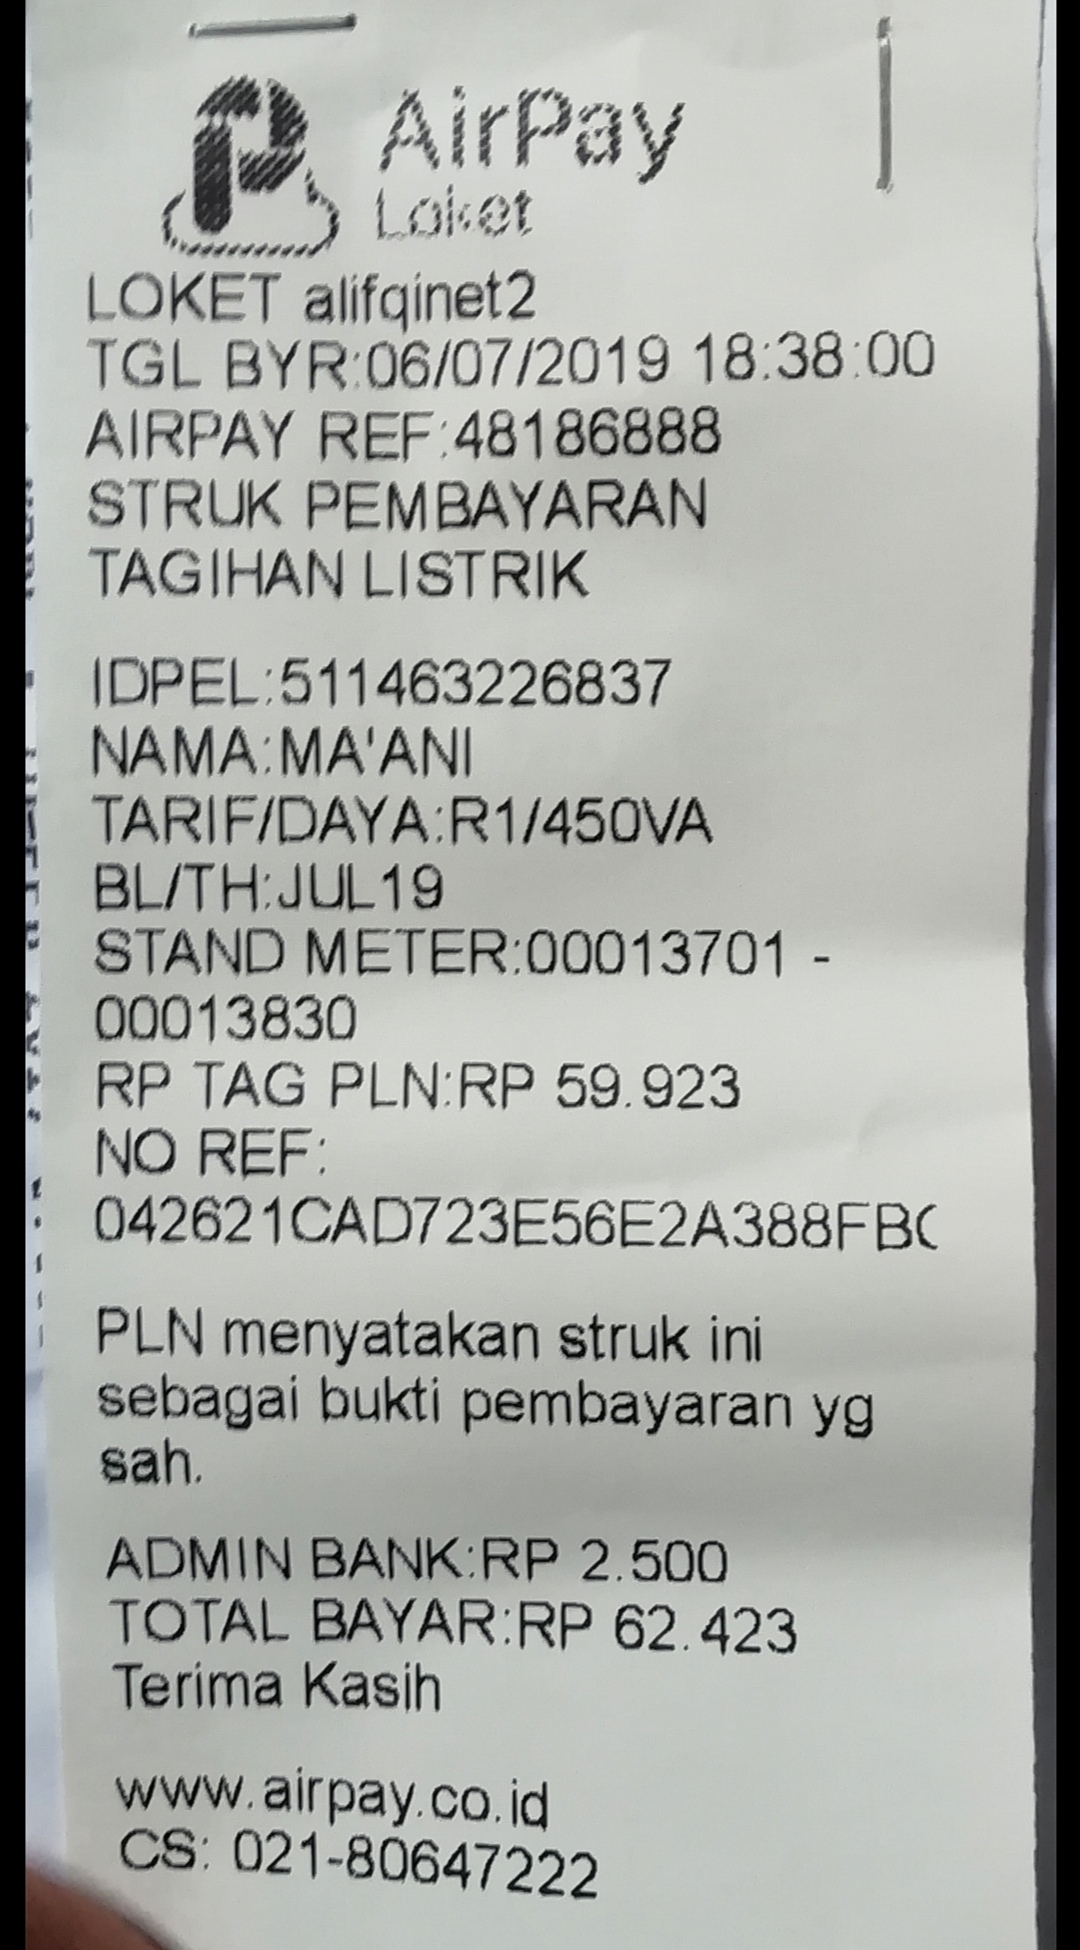 AirPay
Loket
LOKET alifqinet2
TGL BYR:06/07/2019 18:38:00
AIRPAY REF:48186888
STRUK PEMBAYARAN
TAGIHAN LISTRIK
IDPEL:511463226837
NAMA:MA'ANI
TARIF/DAYA:R1/450VA
BL/TH:JUL19
STAND METER:00013701 -
00013830
RP TAG PLN:RP 59.923
NO REF:
042621CAD723E56E2A388FB
PLN menyatakan struk ini
sebagai bukti pembayaran yg
sah.
ADMIN BANK:RP 2.500
TOTAL BAYAR:RP 62.423
Terima Kasih
www.airpay.co.id
CS: 021-80647222